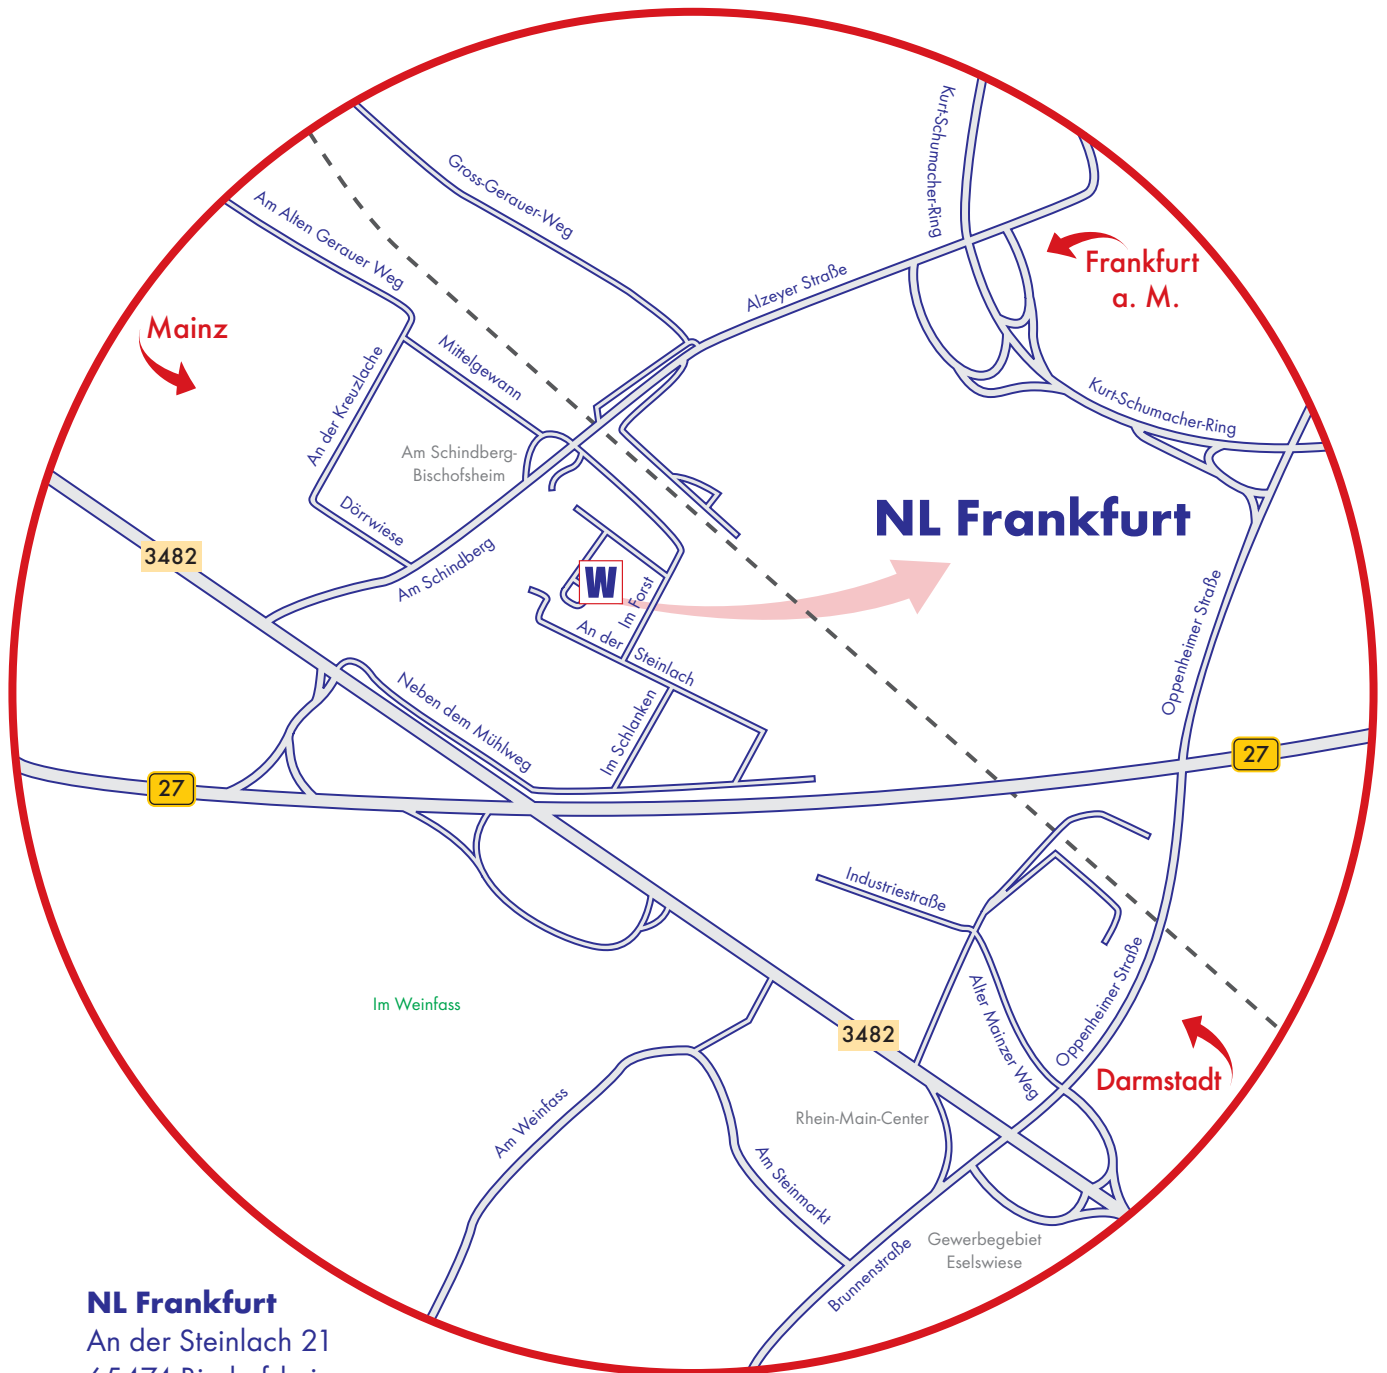 Kurt-Schumacher-Ring
Gross-Gerauer-Weg
Am Alten Gerauer Weg
Frankfurt
a. M.
Alzeyer Straße
Mainz
Mittelgewann
An der Kreuzlache
Kurt-Schumacher-Ring
Am Schindberg-
Bischofsheim
NL Frankfurt
Dörrwiese
3482
Am Schindberg
W
Im Forst
Oppenheimer Straße
An der Steinlach
Neben dem Mühlweg
Im Schlanken
27
27
Industriestraße
Oppenheimer Straße
Im Weinfass
Alter Mainzer Weg
3482
Darmstadt
Am Weinfass
Rhein-Main-Center
Am Steinmarkt
Gewerbegebiet
Eselswiese
Brunnenstraße
NL Frankfurt
An der Steinlach 21